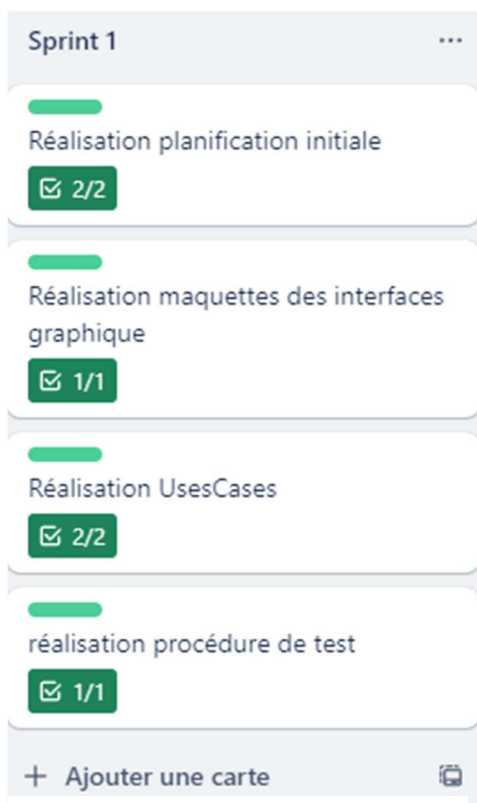 Sprint 1
Réalisation planification initiale
2/2
Réalisation maquettes des interfaces
graphique
1/1
Réalisation UsesCases
2/2
réalisation procédure de test
1/1
+ Ajouter une carte